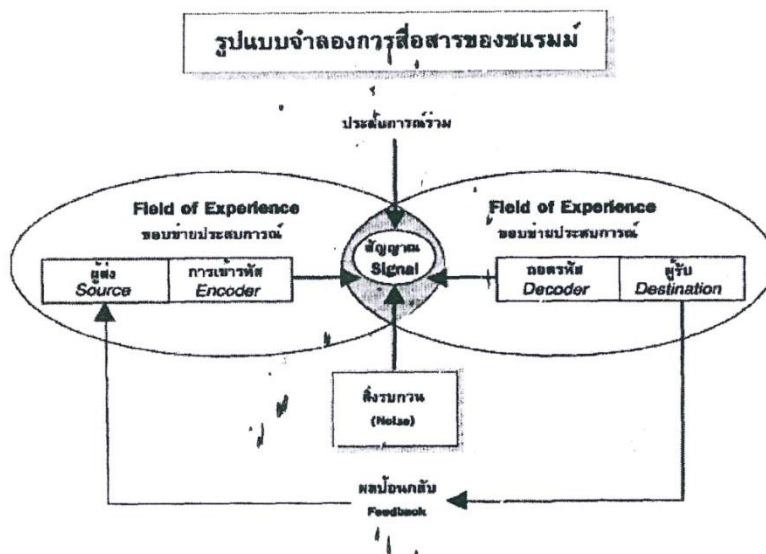 รูปแบบจำลองการสื่อสารของชแรมม์
ประสบการณ์ร่วม
Field of Experience
ขอบข่ายประสบการณ์
ผู้ส่ง
Source
การเข้ารหัส
Encoder
สัญญาณ
Signal
Field of Experience
ขอบข่ายประสบการณ์
ถอดรหัส
Decoder
ผู้รับ
Destination
สิ่งรบกวน
(Noise)
ผลป้อนกลับ
Feedback